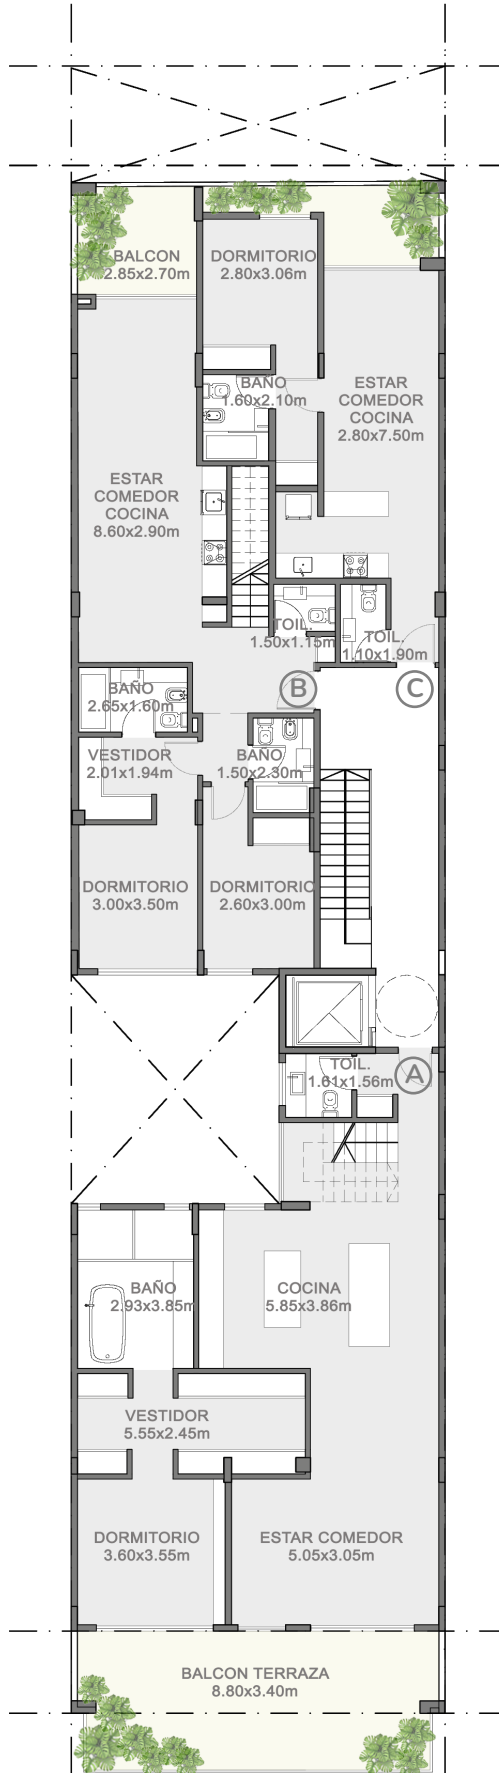 BALCON
2.85x2.70m
DORMITORIO
2.80x3.06m
BAÑO
1.60x2.10m
ESTAR
COMEDOR
COCINA
2.80x7.50m
ESTAR
COMEDOR
COCINA
8.60x2.90m
TOIL.
1.50x1.15m
TOIL.
1.10x1.90m
B
C
BAÑO
2.65x1.60m
VESTIDOR
2.01x1.94m
BAÑO
1.50x2.30m
DORMITORIO
3.00x3.50m
DORMITORIO
2.60x3.00m
TOIL.
1.61x1.56m
A
BAÑO
2.93x3.85m
COCINA
5.85x3.86m
VESTIDOR
5.55x2.45m
DORMITORIO
3.60x3.55m
ESTAR COMEDOR
5.05x3.05m
BALCON TERRAZA
8.80x3.40m